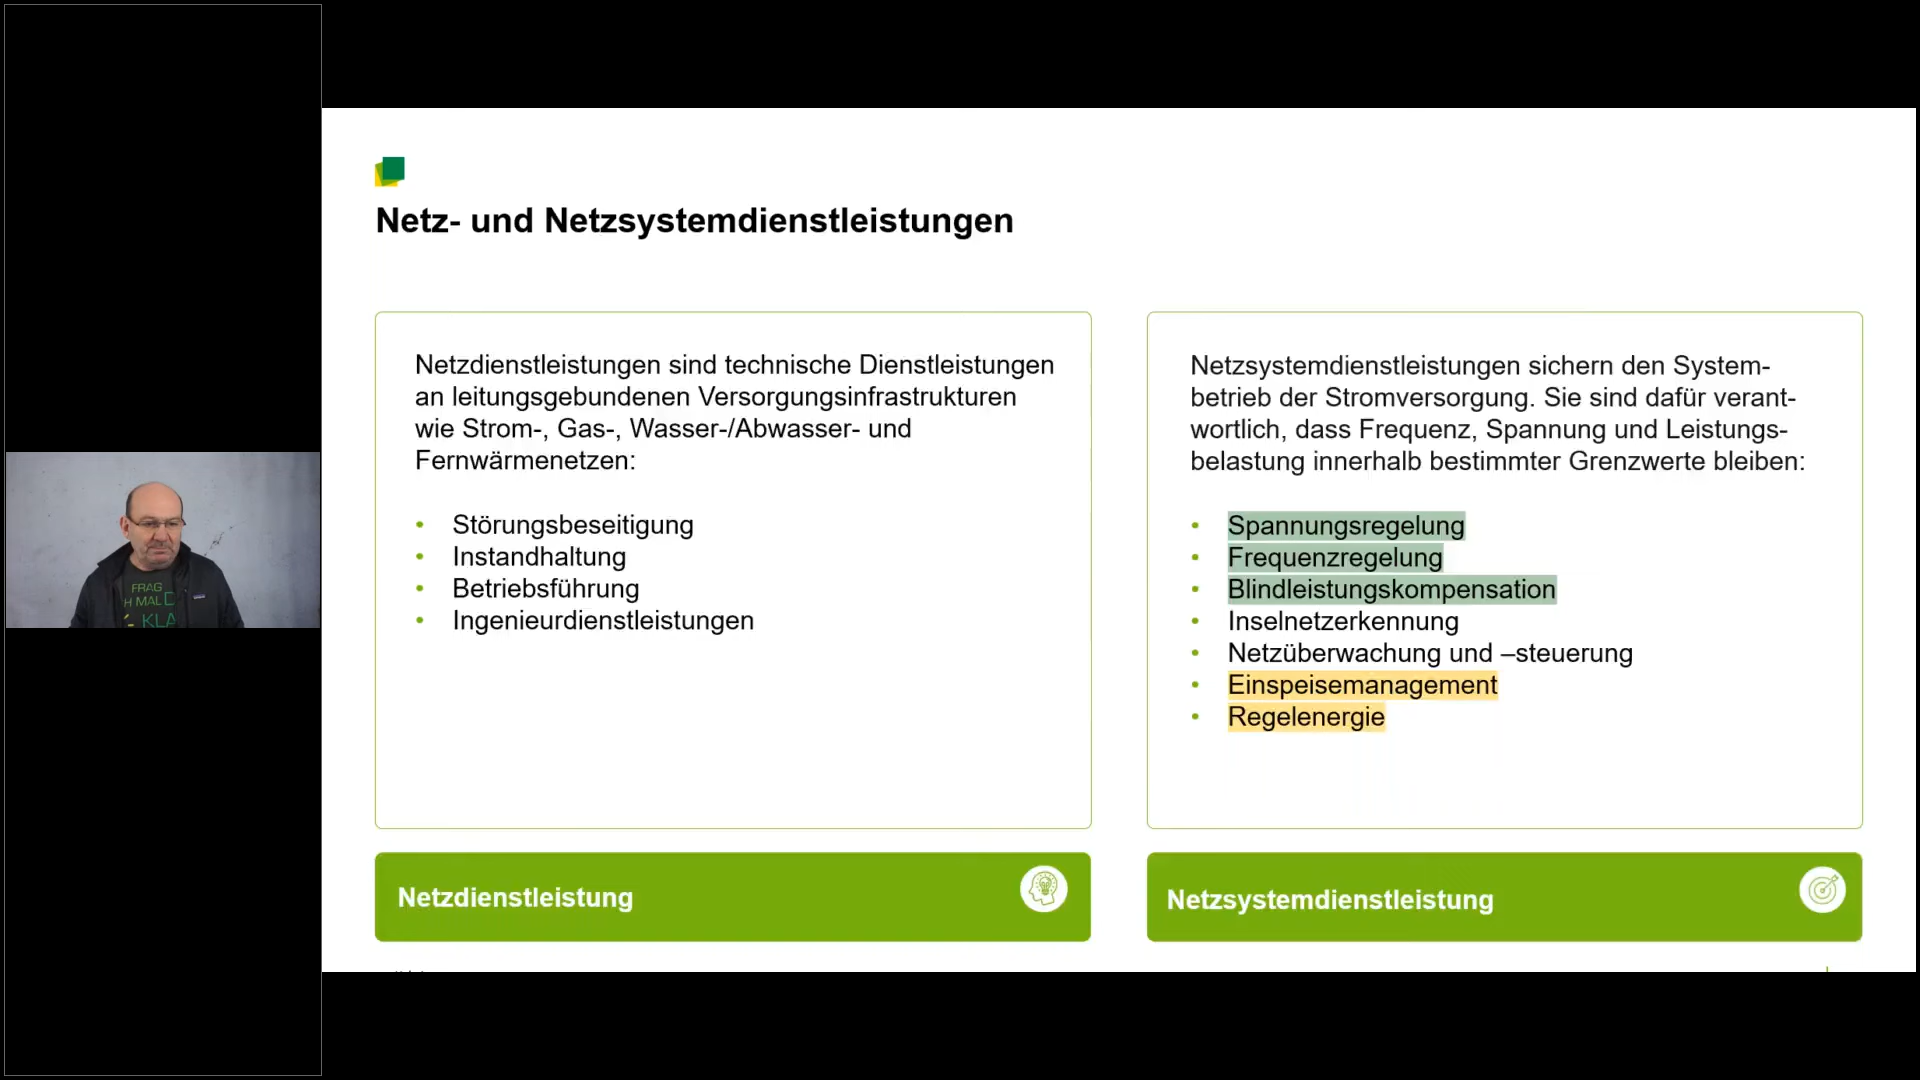 Netz- und Netzsystemdienstleistungen
Netzdienstleistungen sind technische Dienstleistungen
an leitungsgebundenen Versorgungsinfrastrukturen
wie Strom-, Gas-, Wasser-/Abwasser- und
Fernwärmenetzen:
• Störungsbeseitigung
• Instandhaltung
• Betriebsführung
• Ingenieurdienstleistungen
Netzdienstleistung
Netzsystemdienstleistungen sichern den System-
betrieb der Stromversorgung. Sie sind dafür verant-
wortlich, dass Frequenz, Spannung und Leistungs-
belastung innerhalb bestimmter Grenzwerte bleiben:
• Spannungsregelung
• Frequenzregelung
• Blindleistungskompensation
• Inselnetzerkennung
• Netzüberwachung und –steuerung
• Einspeisemanagement
• Regelenergie
Netzsystemdienstleistung
FRAG
H MAL D
KLA